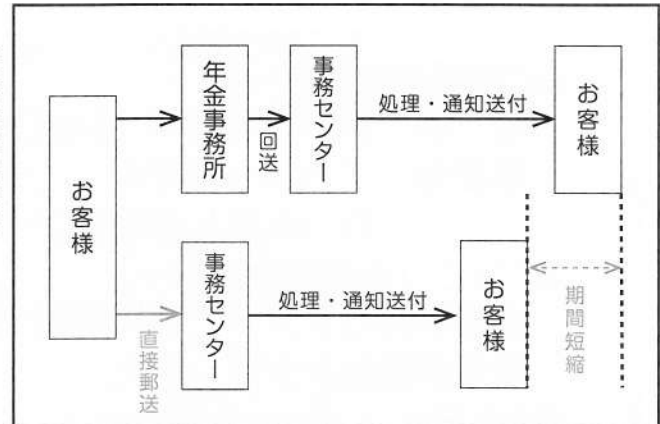 お客様
年金事務所
回送
事務センター
処理・通知送付
お客様
直接郵送
事務センター
処理・通知送付
お客様
期間短縮